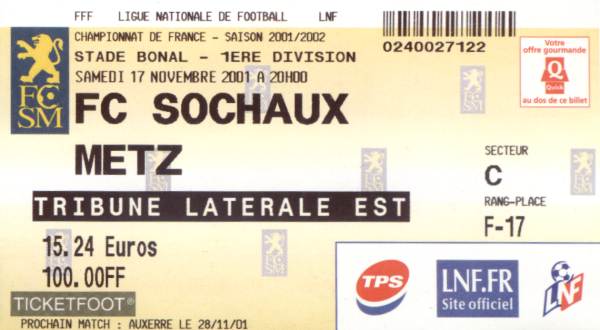 FFF LIGUE NATIONALE DE FOOTBALL LNF
CHAMPIONNAT DE FRANCE - SAISON 2001/2002
STADE BONAL - 1ERE DIVISION
SAMEDI 17 NOVEMBRE 2001 A 20H00
0240027122
Votre
offre gourmande
Q
Quick
au dos de ce billet
FC
SM
FC SOCHAUX
METZ
TRIBUNE LATERALE EST
SECTEUR
C
RANG-PLACE
F-17
15.24 Euros
100.00FF
TICKETFOOT®
TPS
LNF.FR
Site officiel
LNF
PROCHAIN MATCH : AUXERRE LE 28/11/01